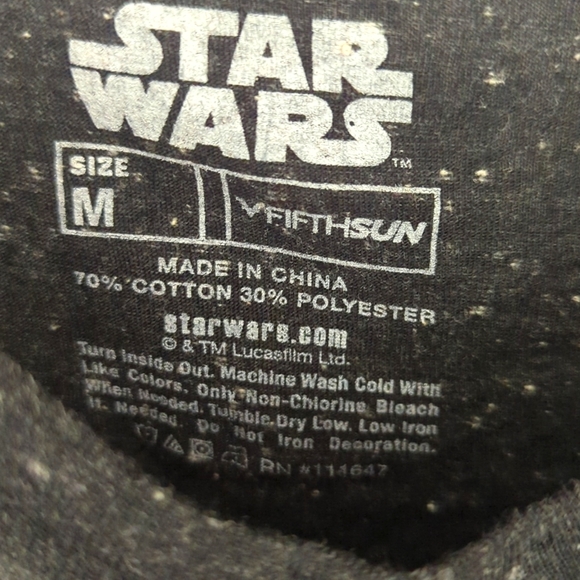 STAR
WARS
TM
SIZE
M
FIFTHSUN
MADE IN CHINA
70% COTTON 30% POLYESTER
starwars.com
© & TM Lucasfilm Ltd.
Turn Inside Out. Machine Wash Cold With
Like Colors. Only Non-Chlorine Bleach
When Needed. Tumble Dry Low. Low Iron
If Needed. Do Not Iron Decoration.
RN #111647